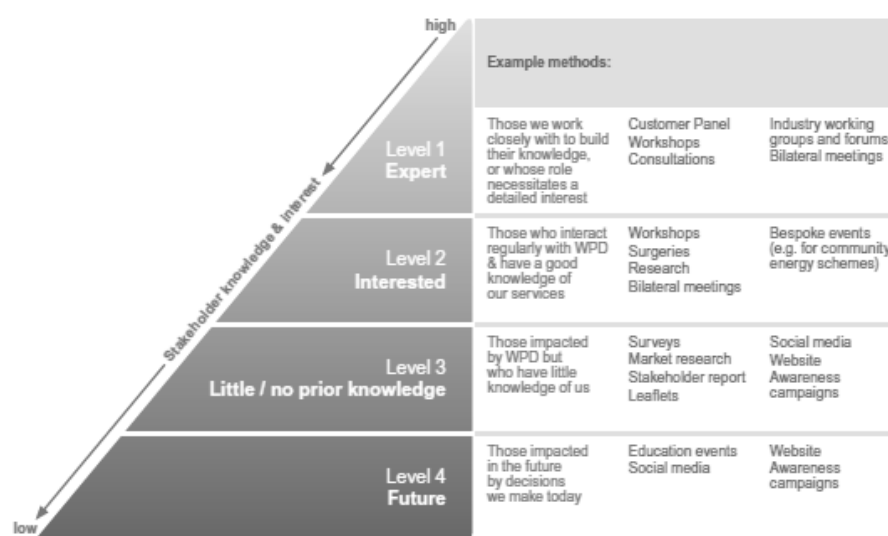 high
Stakeholder knowledge & interest
low
Example methods:
Level 1
Expert
Those we work
closely with to build
their knowledge,
or whose role
necessitates a
detailed interest
Customer Panel
Workshops
Consultations
Industry working
groups and forums
Bilateral meetings
Level 2
Interested
Those who interact
regularly with WPD
& have a good
knowledge of
our services
Workshops
Surgeries
Research
Bilateral meetings
Bespoke events
(e.g. for community
energy schemes)
Level 3
Little / no prior knowledge
Those impacted
by WPD but
who have little
knowledge of us
Surveys
Market research
Stakeholder report
Leaflets
Social media
Website
Awareness
campaigns
Level 4
Future
Those impacted
in the future
by decisions
we make today
Education events
Social media
Website
Awareness
campaigns